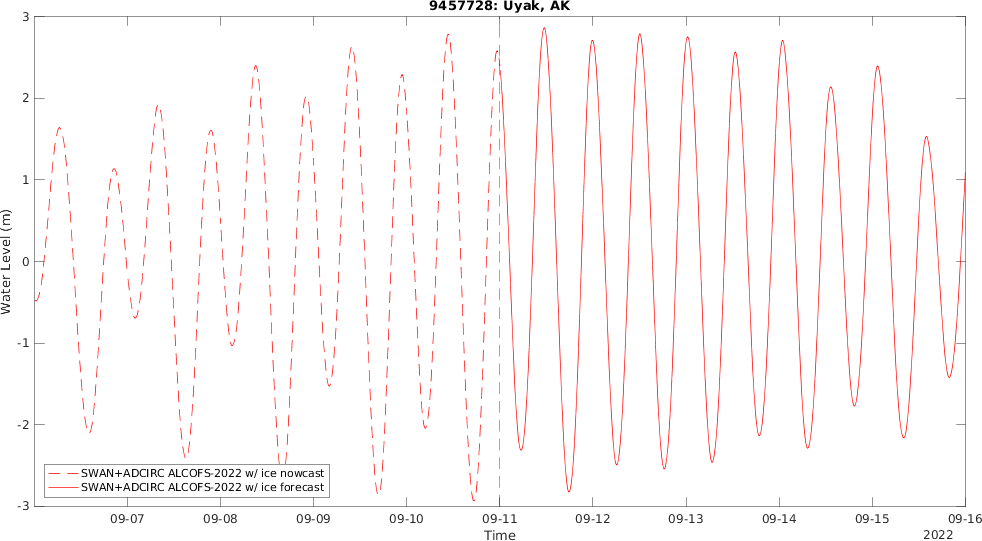 9457728: Uyak, AK
3
2
1
0
-1
-2
-3
Water Level (m)
SWAN+ADCIRC ALCOFS-2022 w/ ice nowcast
SWAN+ADCIRC ALCOFS-2022 w/ ice forecast
09-07 09-08 09-09 09-10 09-11 09-12 09-13 09-14 09-15 09-16
Time
2022